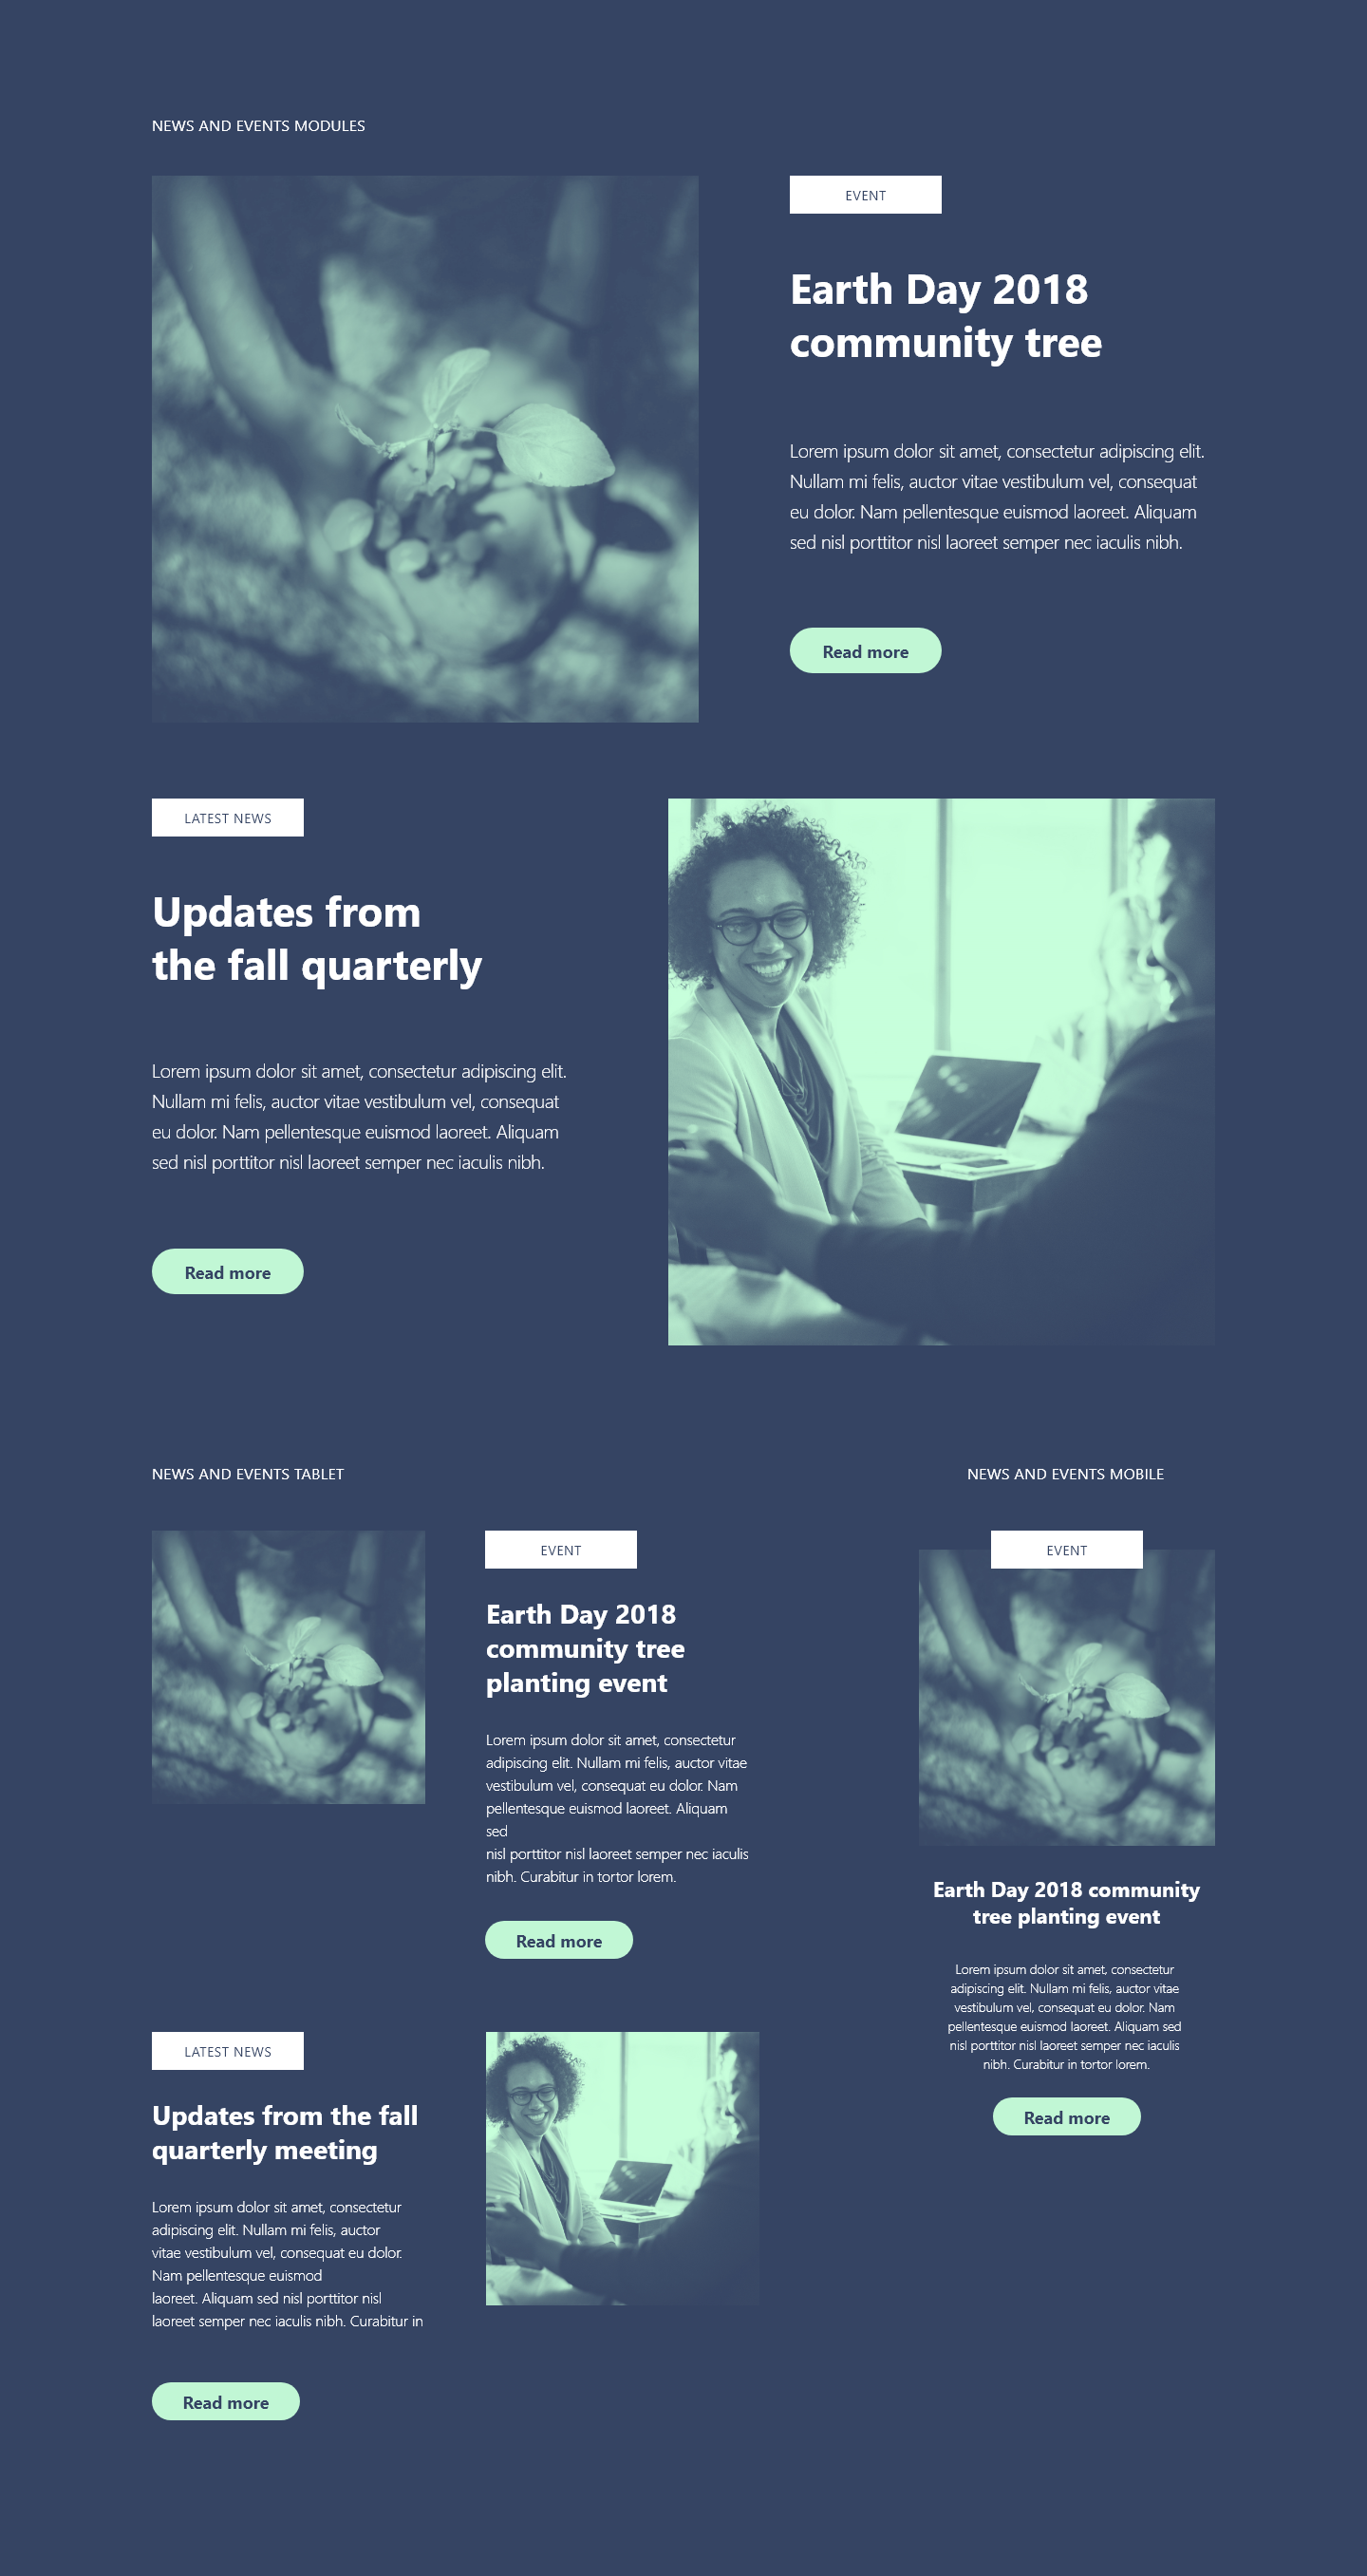 NEWS AND EVENTS MODULES
EVENT
Earth Day 2018
community tree
Lorem ipsum dolor sit amet, consectetur adipiscing elit.
Nullam mi felis, auctor vitae vestibulum vel, consequat
eu dolor. Nam pellentesque euismod laoreet. Aliquam
sed nisl porttitor nisl laoreet semper nec iaculis nibh.
Read more
LATEST NEWS
Updates from
the fall quarterly
Lorem ipsum dolor sit amet, consectetur adipiscing elit.
Nullam mi felis, auctor vitae vestibulum vel, consequat
eu dolor. Nam pellentesque euismod laoreet. Aliquam
sed nisl porttitor nisl laoreet semper nec iaculis nibh.
Read more
NEWS AND EVENTS TABLET
EVENT
Earth Day 2018
community tree
planting event
Lorem ipsum dolor sit amet, consectetur
adipiscing elit. Nullam mi felis, auctor vitae
vestibulum vel, consequat eu dolor. Nam
pellentesque euismod laoreet. Aliquam
sed
nisl porttitor nisl laoreet semper nec iaculis
nibh. Curabitur in tortor lorem.
Read more
LATEST NEWS
Updates from the fall
quarterly meeting
Lorem ipsum dolor sit amet, consectetur
adipiscing elit. Nullam mi felis, auctor
vitae vestibulum vel, consequat eu dolor.
Nam pellentesque euismod
laoreet. Aliquam sed nisl porttitor nisl
laoreet semper nec iaculis nibh. Curabitur in
Read more
NEWS AND EVENTS MOBILE
EVENT
Earth Day 2018 community
tree planting event
Lorem ipsum dolor sit amet, consectetur
adipiscing elit. Nullam mi felis, auctor vitae
vestibulum vel, consequat eu dolor. Nam
pellentesque euismod laoreet. Aliquam sed
nisl porttitor nisl laoreet semper nec iaculis
nibh. Curabitur in tortor lorem.
Read more